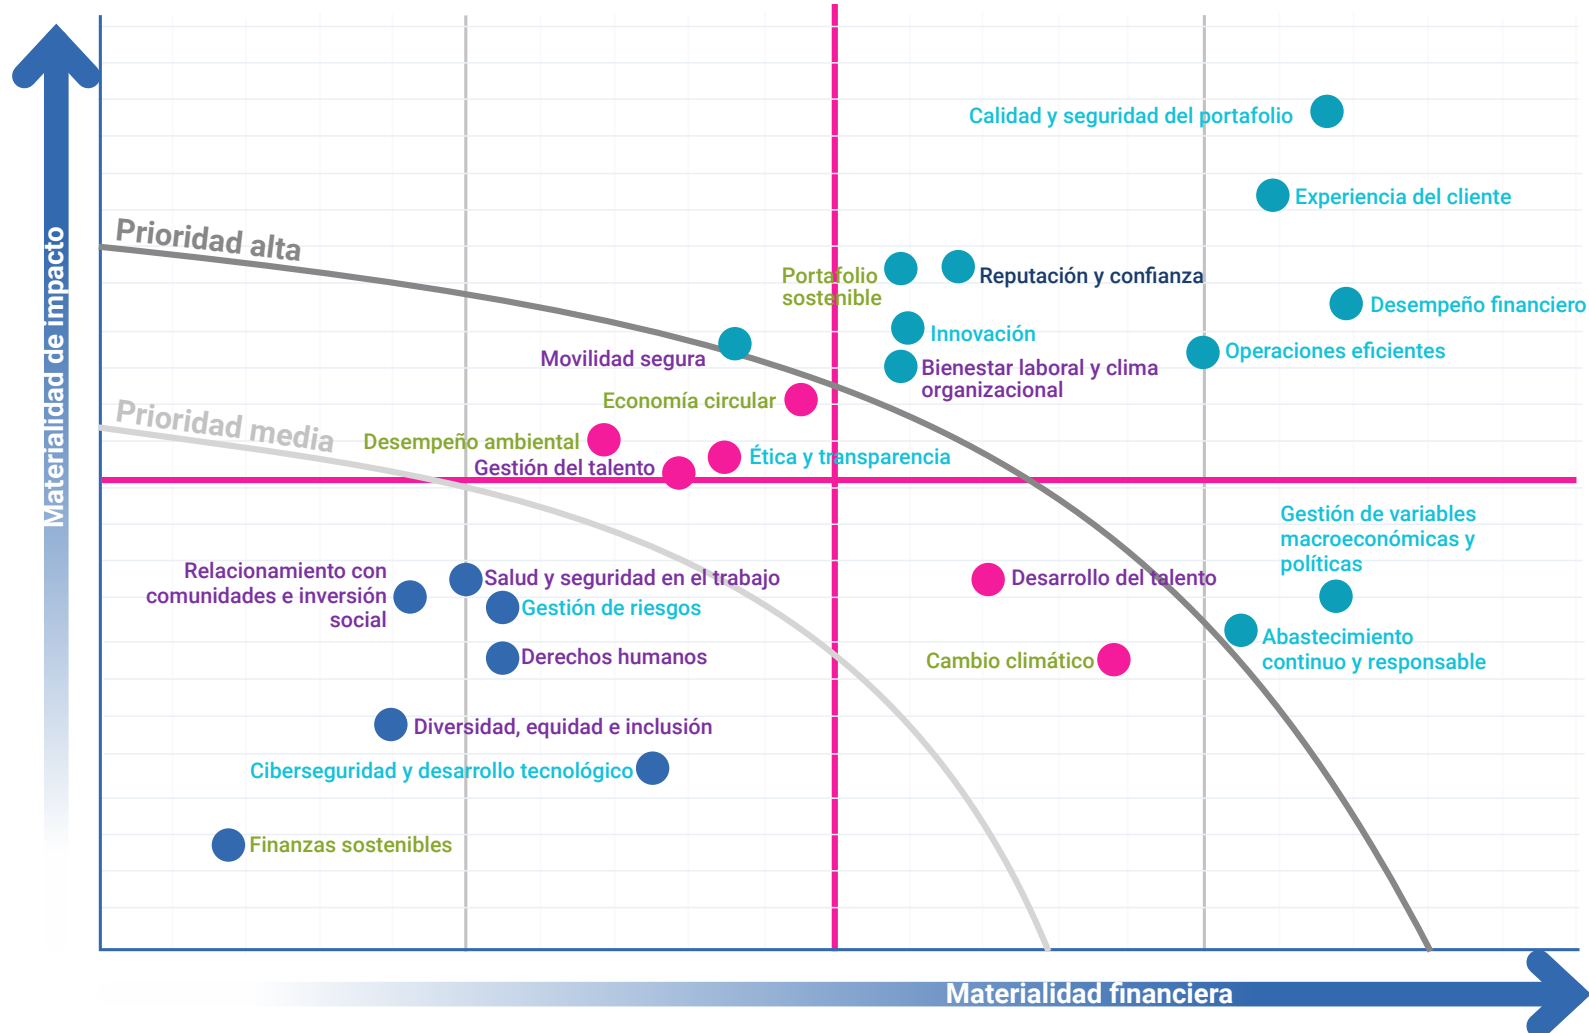 Calidad y seguridad del portafolio
Experiencia del cliente
Prioridad alta
Portafolio
sostenible
Reputación y confianza
Desempeño financiero
Innovación
Movilidad segura
Operaciones eficientes
Bienestar laboral y clima
organizacional
Economía circular
Prioridad media
Desempeño ambiental
Ética y transparencia
Gestión del talento
Materialidad de impacto
Gestión de variables
macroeconómicas y
políticas
Relacionamiento con
comunidades e inversión
social
Salud y seguridad en el trabajo
Desarrollo del talento
Gestión de riesgos
Abastecimiento
continuo y responsable
Derechos humanos
Cambio climático
Diversidad, equidad e inclusión
Ciberseguridad y desarrollo tecnológico
Finanzas sostenibles
Materialidad financiera